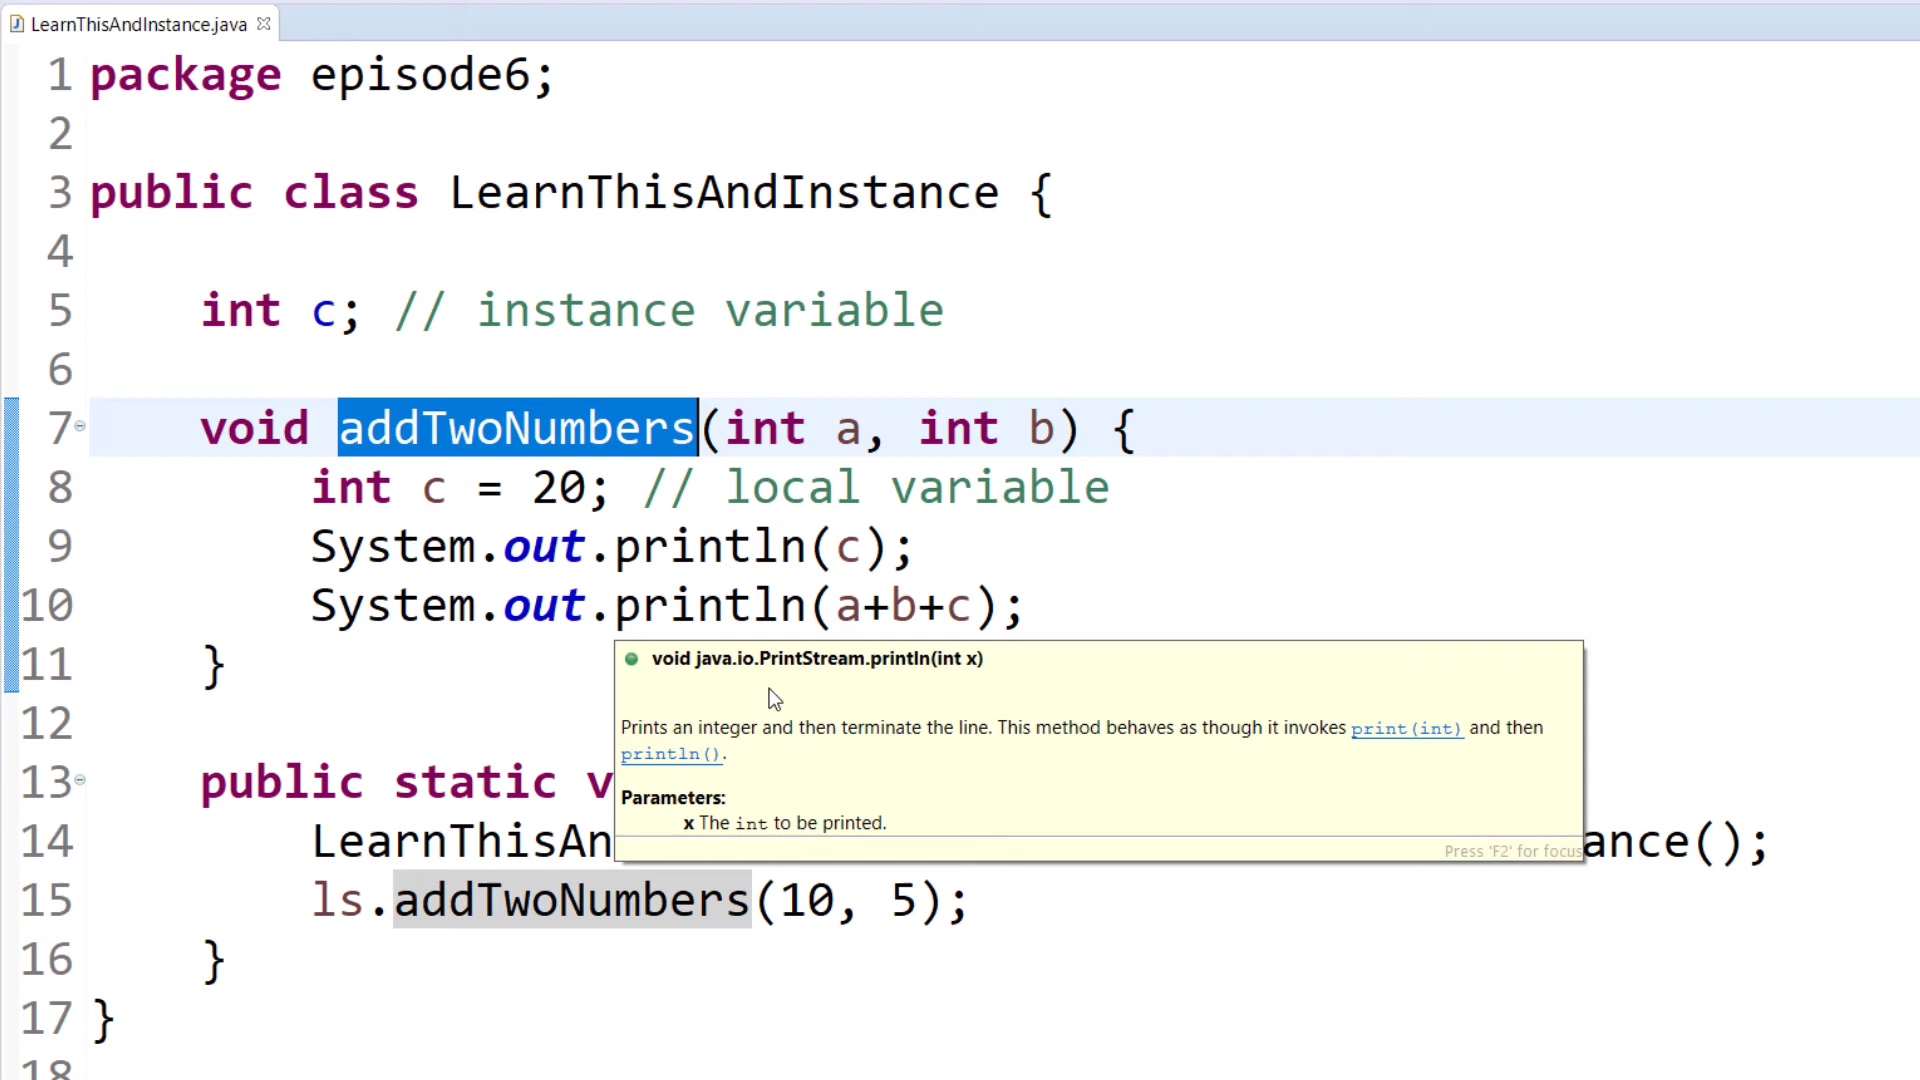 LearnThisAndInstance.java
1 package episode6;
2
3 public class LearnThisAndInstance {
4
5 int c; // instance variable
6
7 void addTwoNumbers(int a, int b) {
8 int c = 20; // local variable
9 System.out.println(c);
10 System.out.println(a+b+c);
void java.io.PrintStream.println(int x)
11 }
12
Prints an integer and then terminate the line. This method behaves as though it invokes print(int) and then
println().
13 public static v
Parameters:
x The int to be printed.
14 LearnThisAn ance();
Press 'F2' for focus
15 ls.addTwoNumbers(10, 5);
16 }
17 }
18